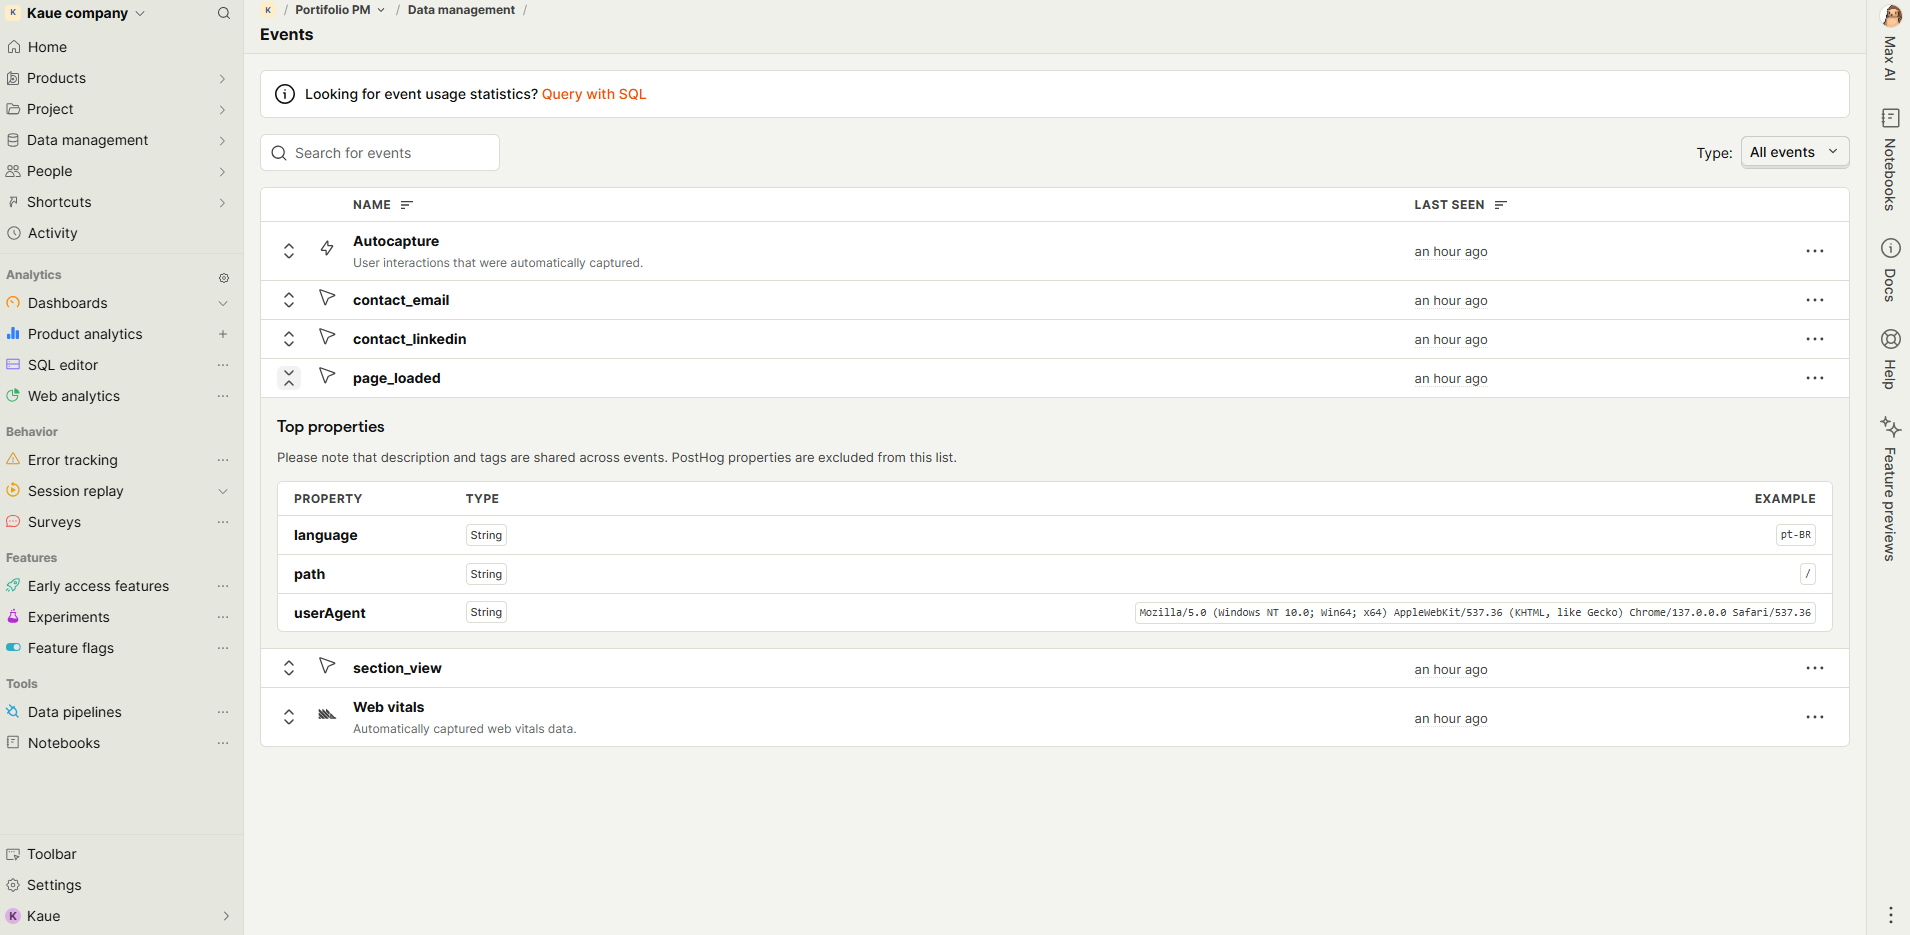 K Kaue company
Home
Products
Project
Data management
People
Shortcuts
Activity
Analytics
Dashboards
Product analytics
SQL editor
Web analytics
Behavior
Error tracking
Session replay
Surveys
Features
Early access features
Experiments
Feature flags
Tools
Data pipelines
Notebooks
Toolbar
Settings
K Kaue
K / Portifolio PM / Data management /
Events
Looking for event usage statistics? Query with SQL
Search for events
Type: All events
NAME LAST SEEN
Autocapture
User interactions that were automatically captured.
an hour ago
contact_email an hour ago
contact_linkedin an hour ago
page_loaded an hour ago
Top properties
Please note that description and tags are shared across events. PostHog properties are excluded from this list.
PROPERTY TYPE EXAMPLE
language String pt-BR
path String /
userAgent String Mozilla/5.0 (Windows NT 10.0; Win64; x64) AppleWebKit/537.36 (KHTML, like Gecko) Chrome/137.0.0.0 Safari/537.36
section_view an hour ago
Web vitals
Automatically captured web vitals data.
an hour ago
Max AI
Notebooks
Docs
Help
Feature previews